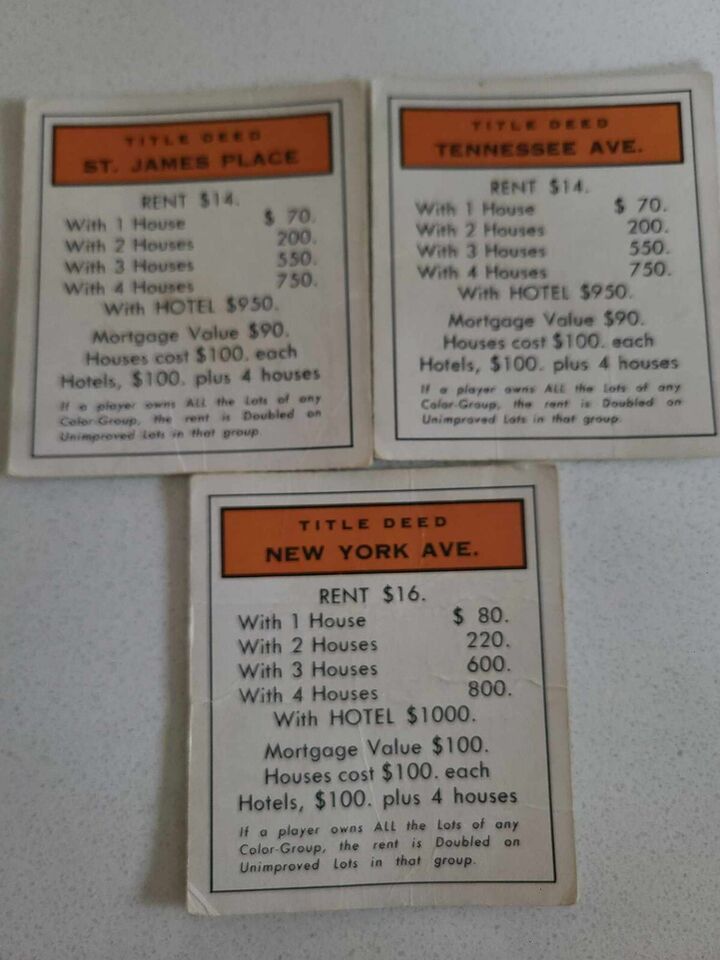 TITLE DEED
ST. JAMES PLACE
RENT $14.
With 1 House $ 70.
With 2 Houses 200.
With 3 Houses 550.
With 4 Houses 750.
With HOTEL $950.
Mortgage Value $90.
Houses cost $100. each
Hotels, $100. plus 4 houses
If a player owns ALL the Lots of any
Color-Group, the rent is Doubled on
Unimproved Lots in that group.
TITLE DEED
TENNESSEE AVE.
RENT $14.
With 1 House $ 70.
With 2 Houses 200.
With 3 Houses 550.
With 4 Houses 750.
With HOTEL $950.
Mortgage Value $90.
Houses cost $100. each
Hotels, $100. plus 4 houses
If a player owns ALL the Lots of any
Color-Group, the rent is Doubled on
Unimproved Lots in that group.
TITLE DEED
NEW YORK AVE.
RENT $16.
With 1 House $ 80.
With 2 Houses 220.
With 3 Houses 600.
With 4 Houses 800.
With HOTEL $1000.
Mortgage Value $100.
Houses cost $100. each
Hotels, $100. plus 4 houses
If a player owns ALL the Lots of any
Color-Group, the rent is Doubled on
Unimproved Lots in that group.